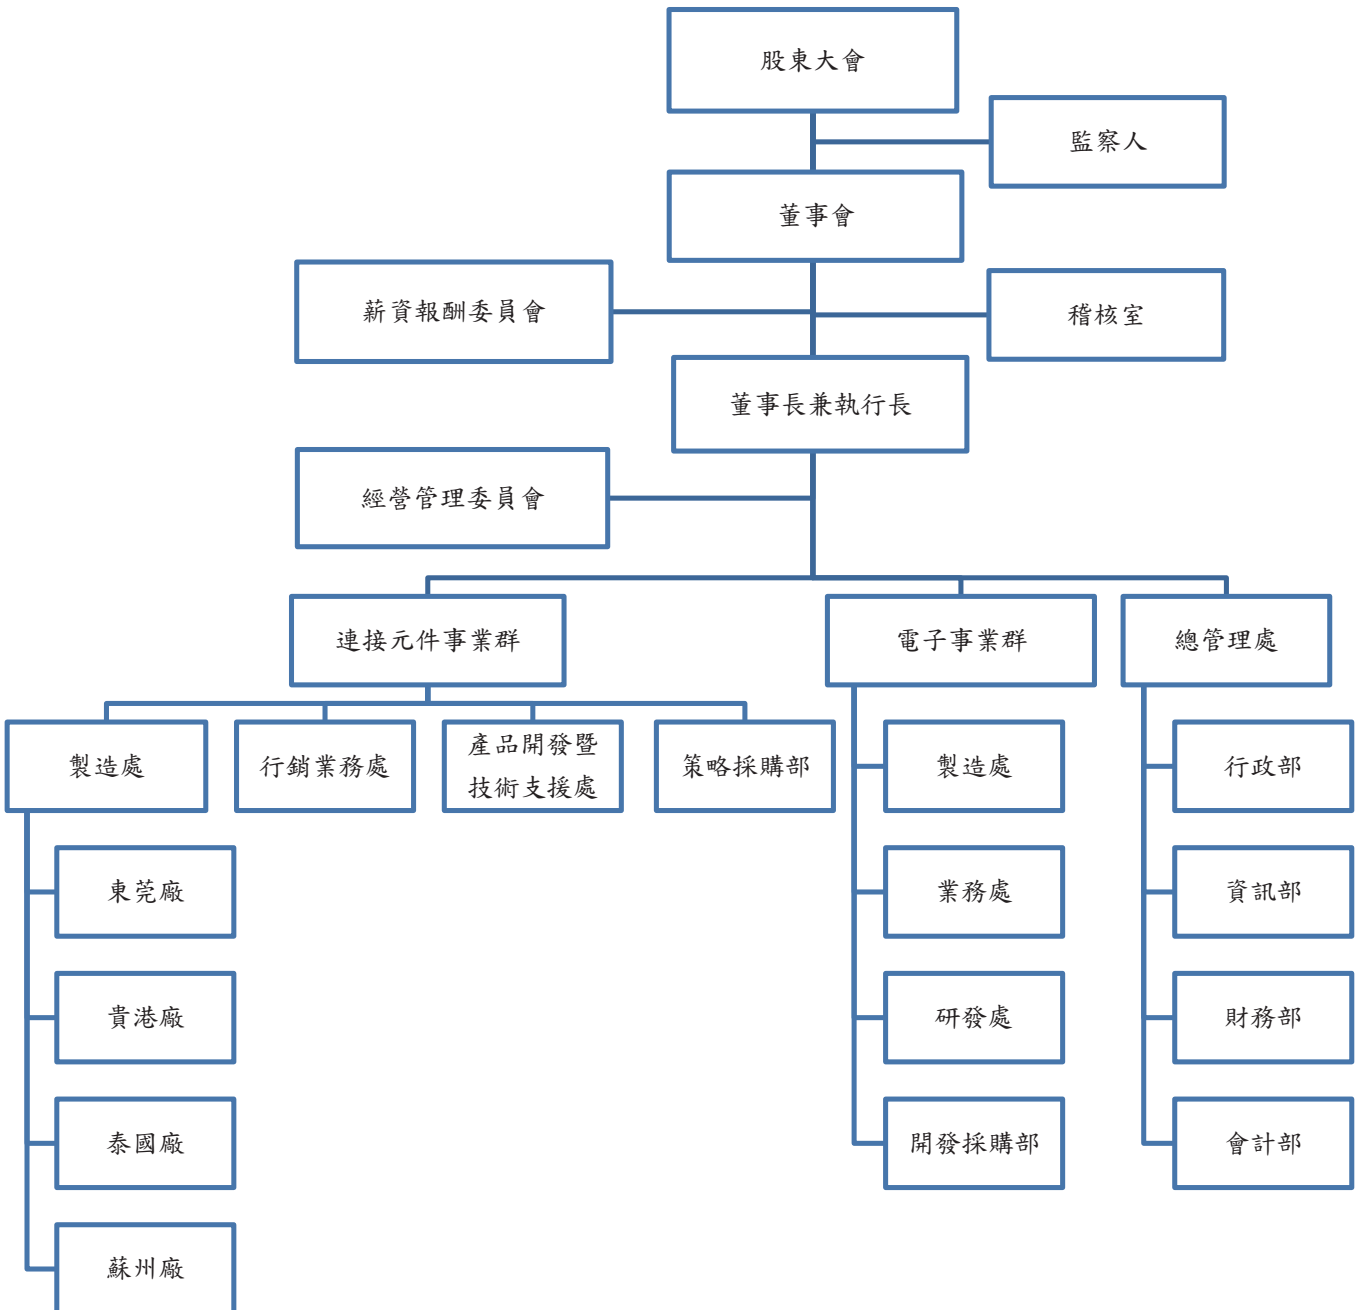 股東大會
監察人
董事會
薪資報酬委員會
稽核室
董事長兼執行長
經營管理委員會
連接元件事業群
電子事業群
總管理處
製造處
行銷業務處
產品開發暨
技術支援處
策略採購部
製造處
行政部
東莞廠
業務處
資訊部
貴港廠
研發處
財務部
泰國廠
開發採購部
會計部
蘇州廠